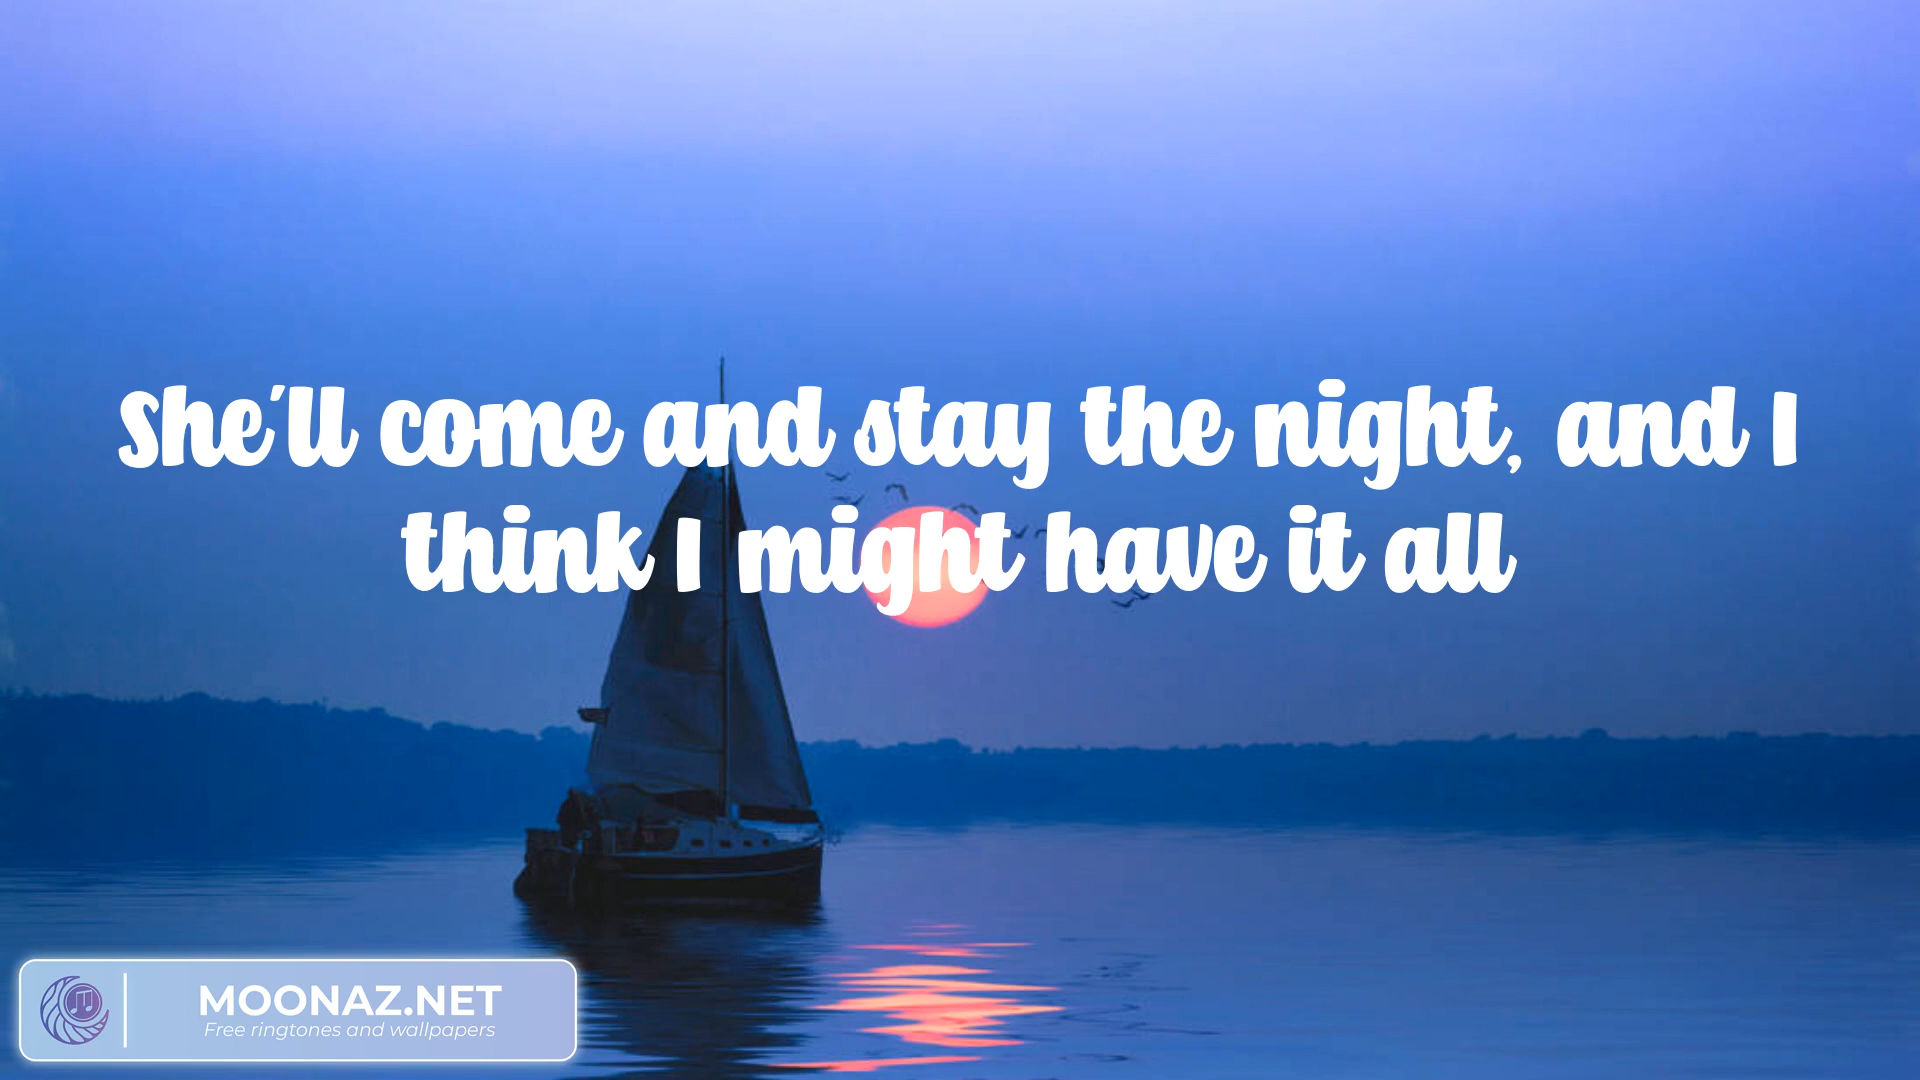 She'll come and stay the night, and I
think I might have it all
MOONAZ.NET
Free ringtones and wallpapers